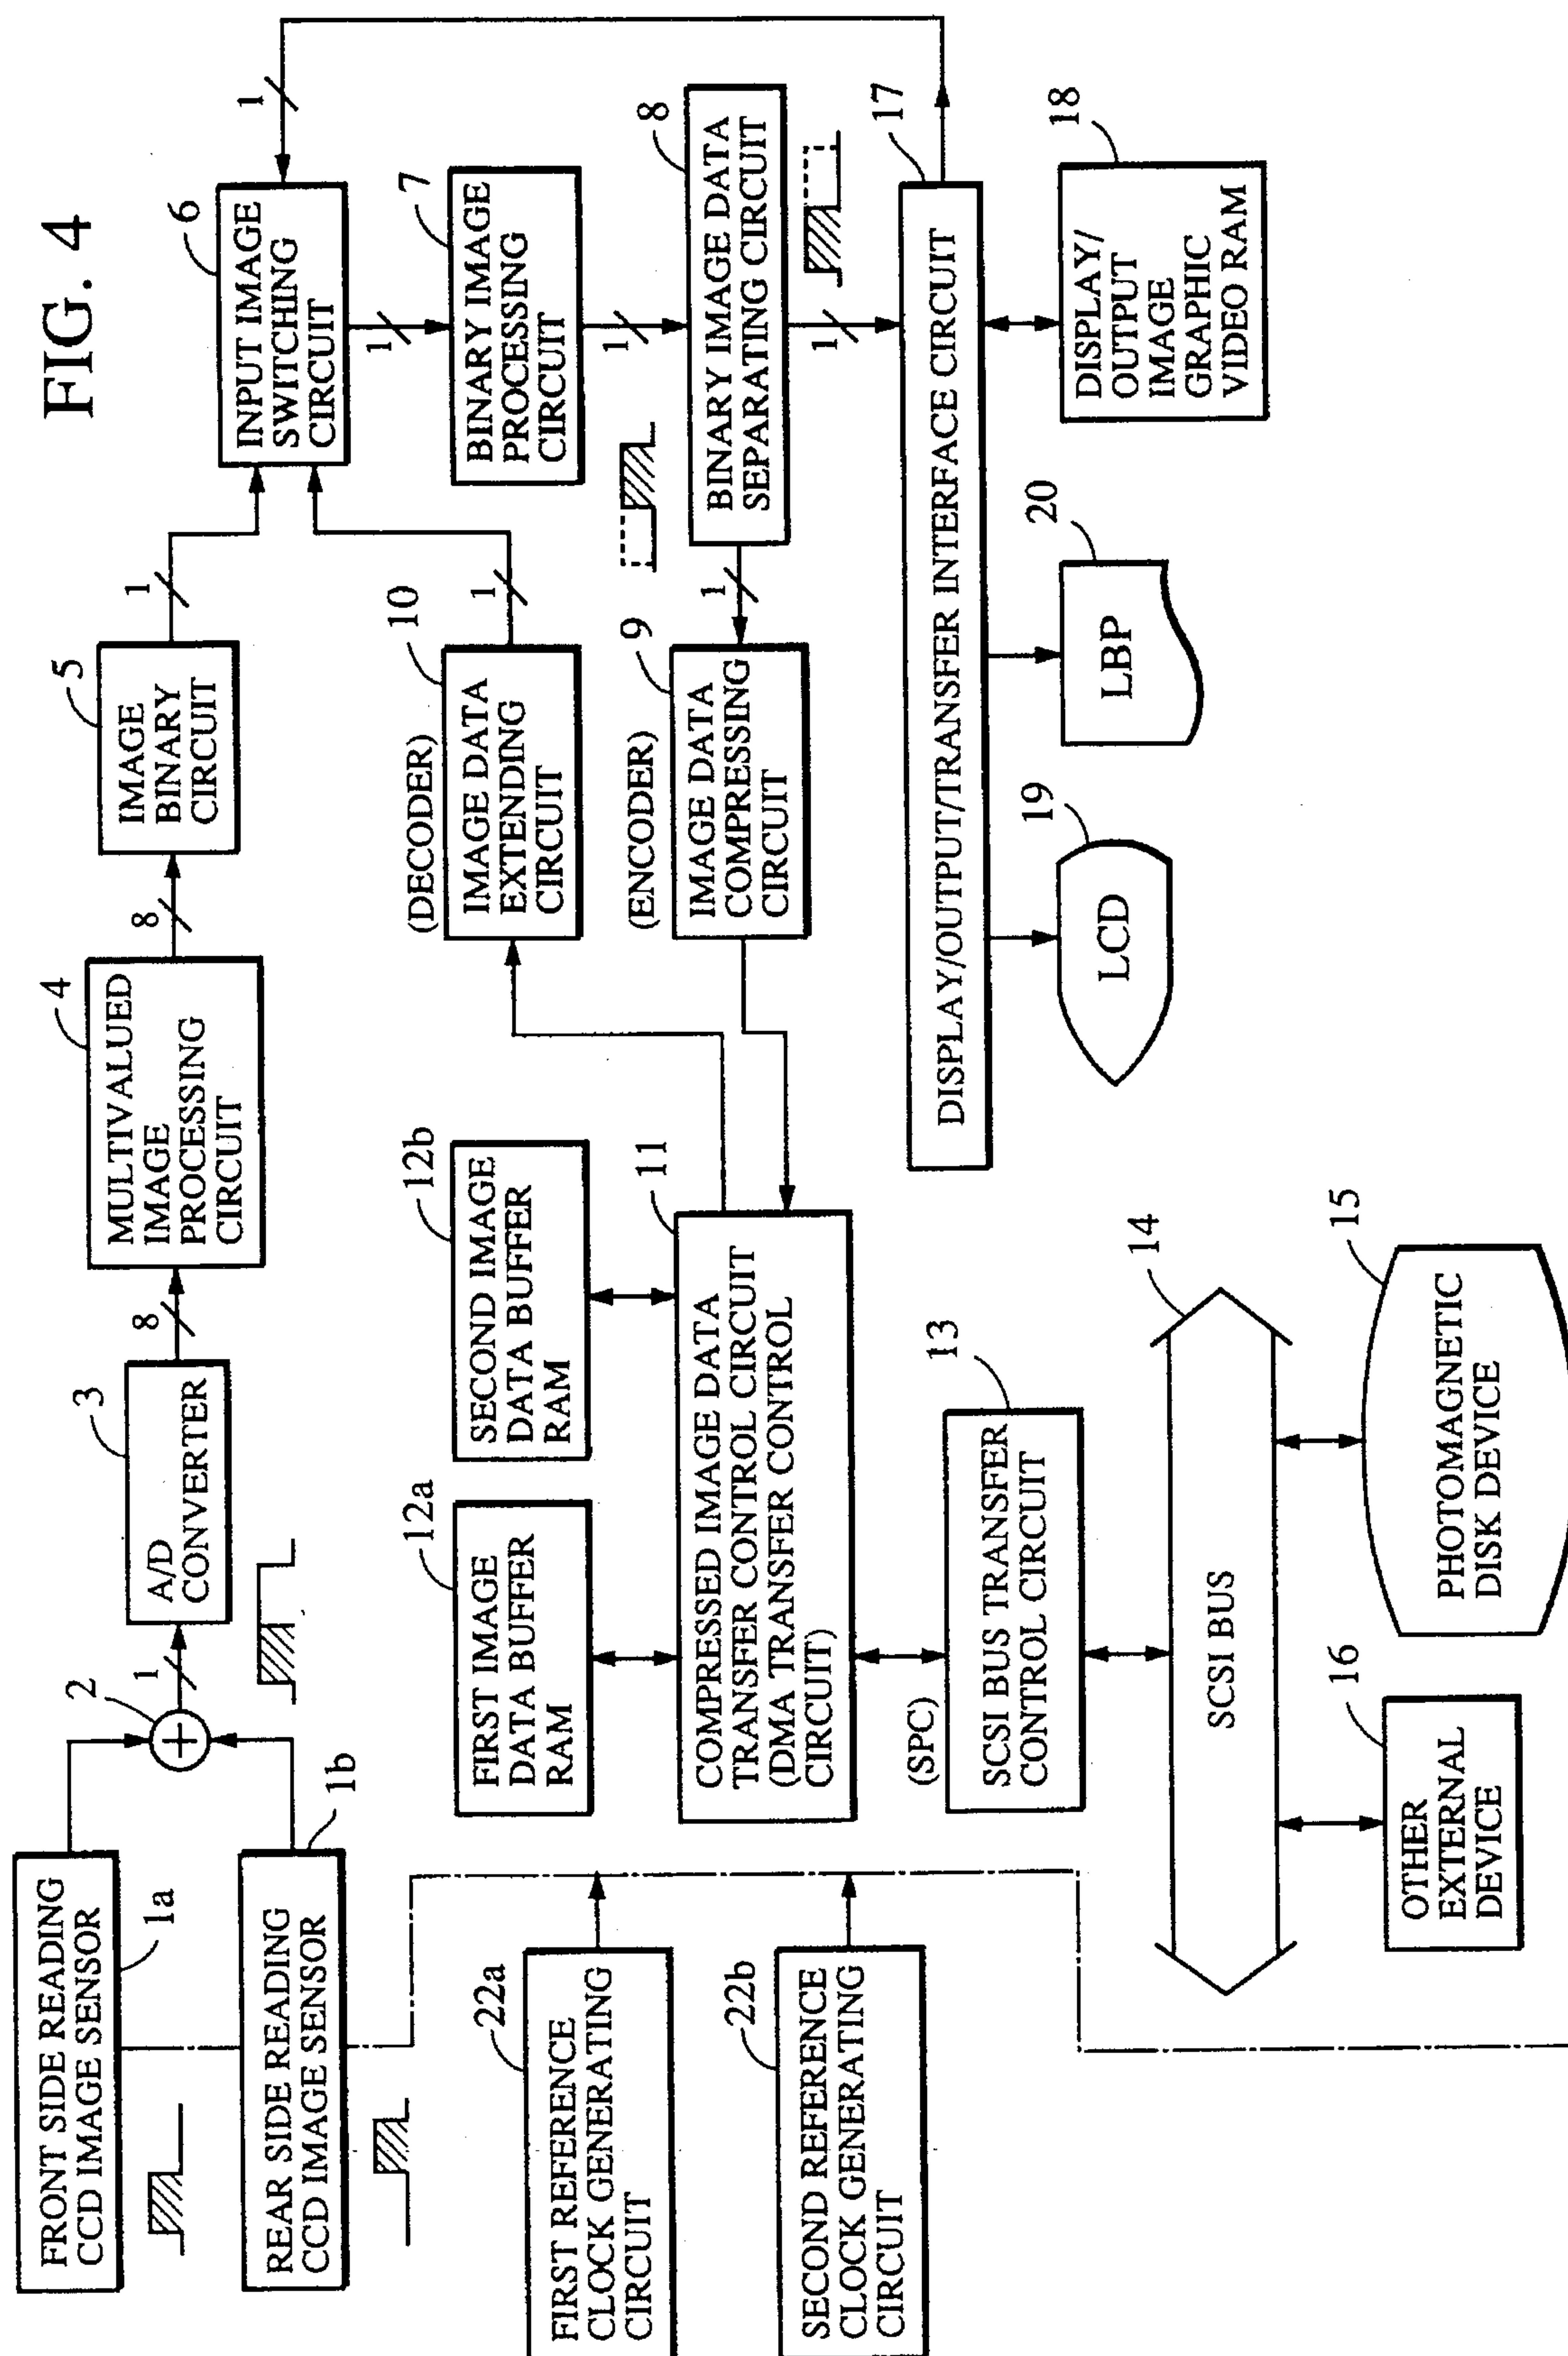 FIG. 4
FRONT SIDE READING
CCD IMAGE SENSOR
1a
REAR SIDE READING
CCD IMAGE SENSOR
1b
2
1
A/D
CONVERTER
3
8
MULTIVALUED
IMAGE
PROCESSING
CIRCUIT
4
8
IMAGE
BINARY
CIRCUIT
5
1
INPUT IMAGE
SWITCHING
CIRCUIT
6
1
1
BINARY IMAGE
PROCESSING
CIRCUIT
7
1
BINARY IMAGE DATA
SEPARATING CIRCUIT
8
1
1
(DECODER)
IMAGE DATA
EXTENDING
CIRCUIT
10
1
(ENCODER)
IMAGE DATA
COMPRESSING
CIRCUIT
9
FIRST IMAGE
DATA BUFFER
RAM
12a
SECOND IMAGE
DATA BUFFER
RAM
12b
COMPRESSED IMAGE DATA
TRANSFER CONTROL CIRCUIT
(DMA TRANSFER CONTROL
CIRCUIT)
11
FIRST REFERENCE
CLOCK GENERATING
CIRCUIT
22a
SECOND REFERENCE
CLOCK GENERATING
CIRCUIT
22b
(SPC)
SCSI BUS TRANSFER
CONTROL CIRCUIT
13
SCSI BUS
14
OTHER
EXTERNAL
DEVICE
16
PHOTOMAGNETIC
DISK DEVICE
15
DISPLAY/OUTPUT/TRANSFER INTERFACE CIRCUIT
17
LCD
19
LBP
20
DISPLAY/
OUTPUT
IMAGE
GRAPHIC
VIDEO RAM
18